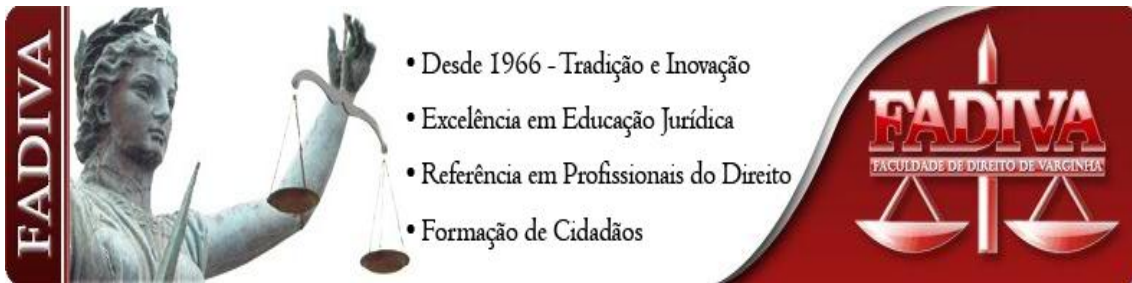 FADIVA
• Desde 1966 - Tradição e Inovação
• Excelência em Educação Jurídica
• Referência em Profissionais do Direito
• Formação de Cidadãos
FADIVA
FACULDADE DE DIREITO DE VARGINHA